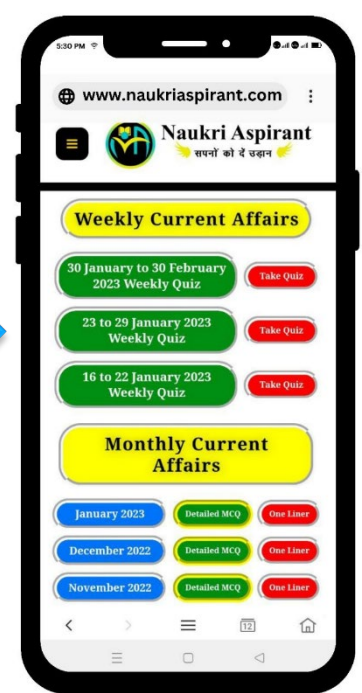 5:30 PM
www.naukriaspirant.com
Naukri Aspirant
सपनों को दें उड़ान
Weekly Current Affairs
30 January to 30 February
2023 Weekly Quiz
Take Quiz
23 to 29 January 2023
Weekly Quiz
Take Quiz
16 to 22 January 2023
Weekly Quiz
Take Quiz
Monthly Current
Affairs
January 2023 Detailed MCQ One Liner
December 2022 Detailed MCQ One Liner
November 2022 Detailed MCQ One Liner
12